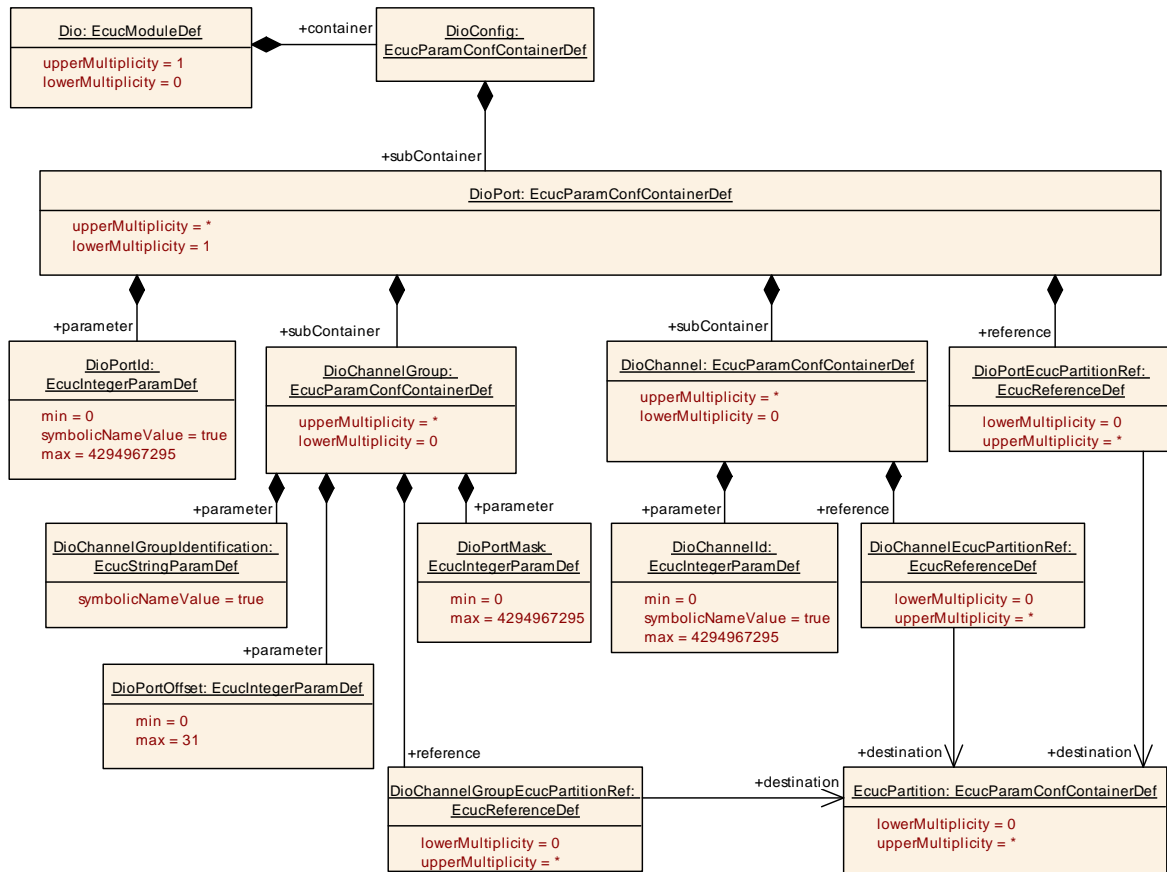 Dio: EcucModuleDef
upperMultiplicity = 1
lowerMultiplicity = 0
+container
DioConfig:
EcucParamConfContainerDef
+subContainer
DioPort: EcucParamConfContainerDef
upperMultiplicity = *
lowerMultiplicity = 1
+parameter
+subContainer
+subContainer
+reference
DioPortId:
EcucIntegerParamDef
min = 0
symbolicNameValue = true
max = 4294967295
DioChannelGroup:
EcucParamConfContainerDef
upperMultiplicity = *
lowerMultiplicity = 0
DioChannel: EcucParamConfContainerDef
upperMultiplicity = *
lowerMultiplicity = 0
DioPortEcucPartitionRef:
EcucReferenceDef
lowerMultiplicity = 0
upperMultiplicity = *
+parameter
+parameter
+parameter
+reference
DioChannelGroupIdentification:
EcucStringParamDef
symbolicNameValue = true
DioPortMask:
EcucIntegerParamDef
min = 0
max = 4294967295
DioChannelId:
EcucIntegerParamDef
min = 0
symbolicNameValue = true
max = 4294967295
DioChannelEcucPartitionRef:
EcucReferenceDef
lowerMultiplicity = 0
upperMultiplicity = *
+parameter
DioPortOffset: EcucIntegerParamDef
min = 0
max = 31
+reference
+destination
+destination
+destination
DioChannelGroupEcucPartitionRef:
EcucReferenceDef
lowerMultiplicity = 0
upperMultiplicity = *
EcucPartition: EcucParamConfContainerDef
lowerMultiplicity = 0
upperMultiplicity = *